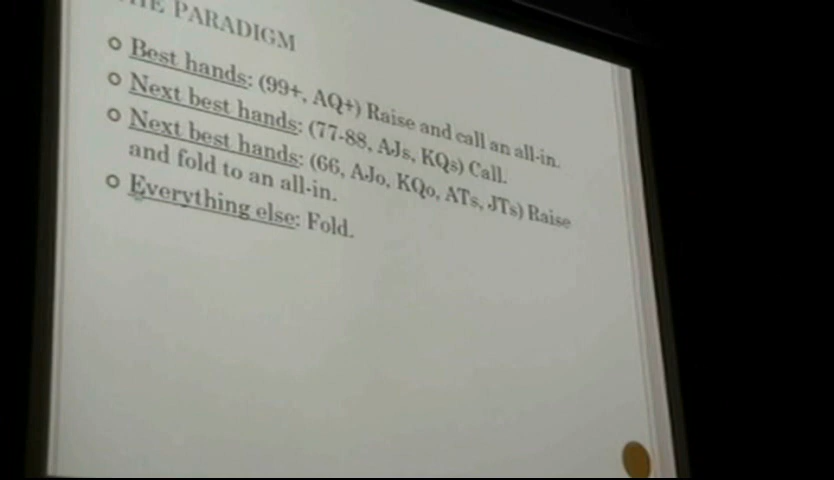 THE PARADIGM
Best hands: (99+, AQ+) Raise and call an all-in.
Next best hands: (77-88, AJs, KQs) Call.
Next best hands: (66, AJo, KQo, ATs, JTs) Raise
and fold to an all-in.
Everything else: Fold.